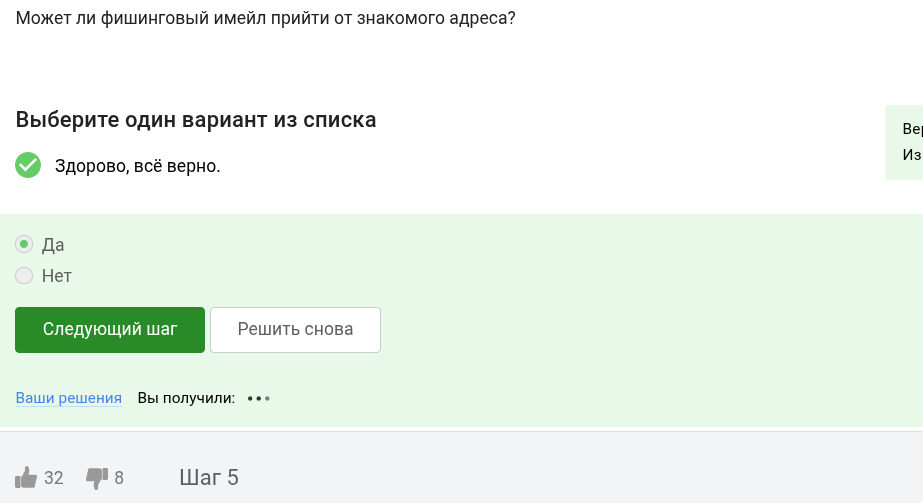 Может ли фишинговый имейл прийти от знакомого адреса?
Выберите один вариант из списка
Здорово, всё верно.
Из
Да
Нет
Следующий шаг
Решить снова
Ваши решения Вы получили:
32 8 Шаг 5